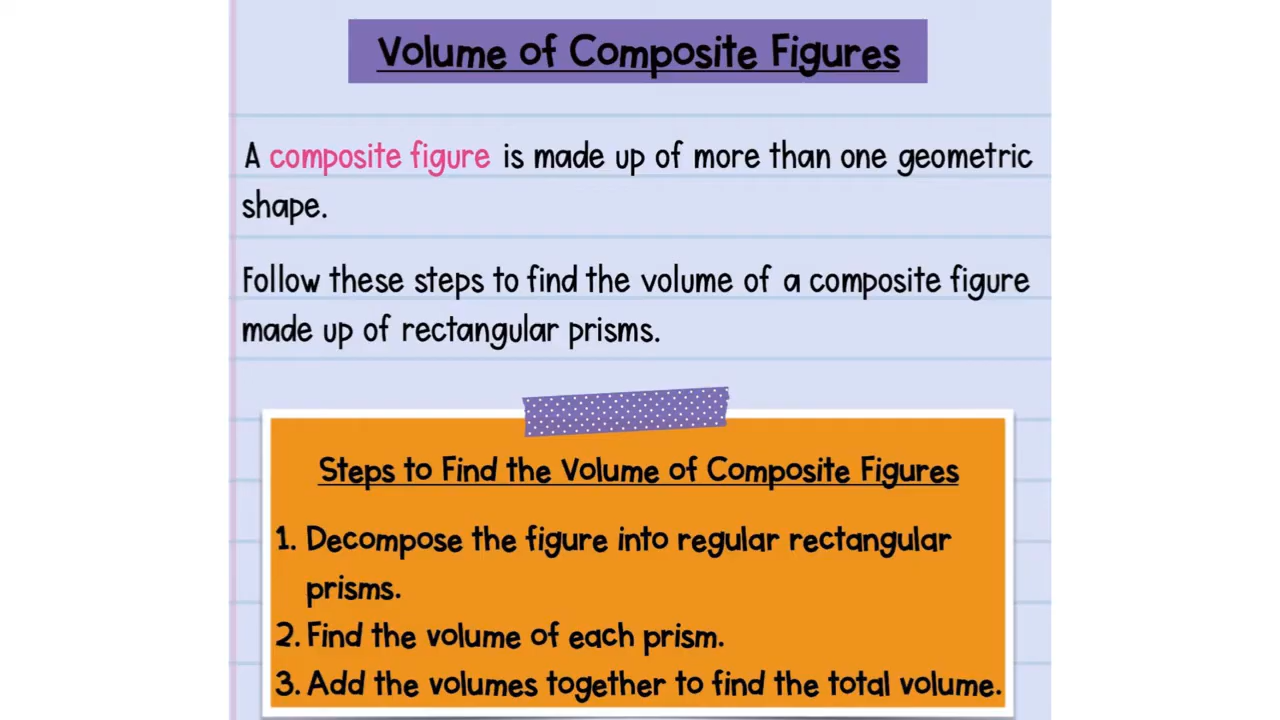 Volume of Composite Figures
A composite figure is made up of more than one geometric
shape.
Follow these steps to find the volume of a composite figure
made up of rectangular prisms.
Steps to Find the Volume of Composite Figures
1. Decompose the figure into regular rectangular
prisms.
2. Find the volume of each prism.
3. Add the volumes together to find the total volume.